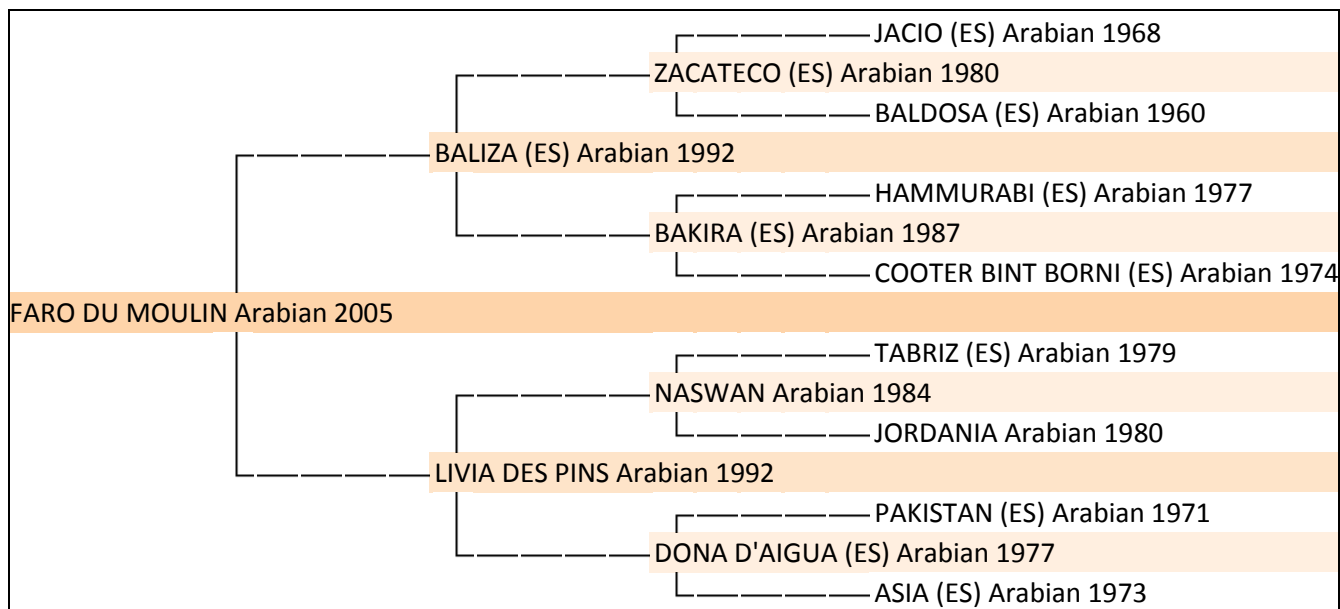 JACIO (ES) Arabian 1968
ZACATECO (ES) Arabian 1980
BALDOSA (ES) Arabian 1960
BALIZA (ES) Arabian 1992
HAMMURABI (ES) Arabian 1977
BAKIRA (ES) Arabian 1987
COOTER BINT BORNI (ES) Arabian 1974
FARO DU MOULIN Arabian 2005
TABRIZ (ES) Arabian 1979
NASWAN Arabian 1984
JORDANIA Arabian 1980
LIVIA DES PINS Arabian 1992
PAKISTAN (ES) Arabian 1971
DONA D'AIGUA (ES) Arabian 1977
ASIA (ES) Arabian 1973